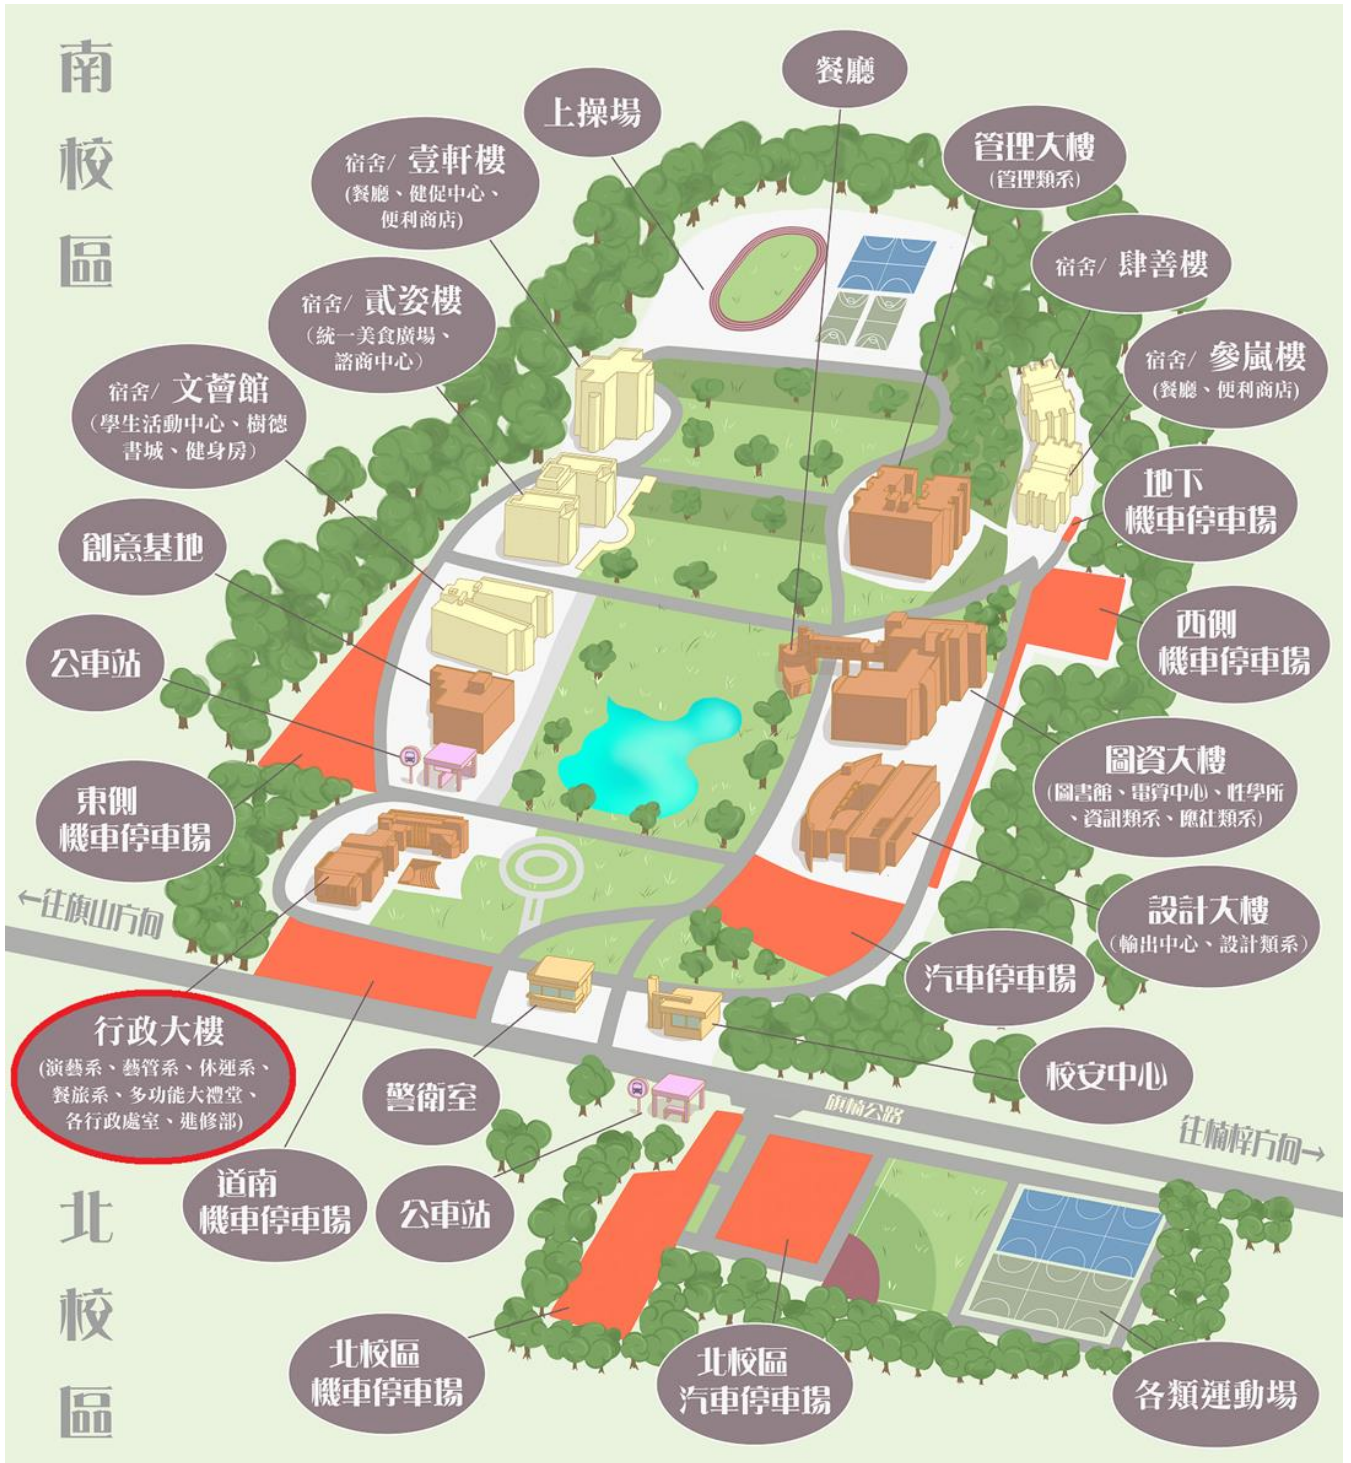 南
校
區
餐廳
上操場
管理大樓
(管理類系)
宿舍/ 壹軒樓
(餐廳、健促中心、
便利商店)
宿舍/ 肆善樓
宿舍/ 貳姿樓
(統一美食廣場、
諮商中心)
宿舍/ 參嵐樓
(餐廳、便利商店)
宿舍/ 文薈館
(學生活動中心、樹德
書城、健身房)
地下
機車停車場
創意基地
西側
機車停車場
公車站
圖資大樓
(圖書館、電算中心、性學所
、資訊類系、應社類系)
東側
機車停車場
←往旗山方向
設計大樓
(輸出中心、設計類系)
汽車停車場
行政大樓
(演藝系、藝管系、休運系、
餐旅系、多功能大禮堂、
各行政處室、進修部)
警衛室
校安中心
旗楠公路
往楠梓方向→
道南
機車停車場
公車站
北
校
區
北校區
機車停車場
北校區
汽車停車場
各類運動場